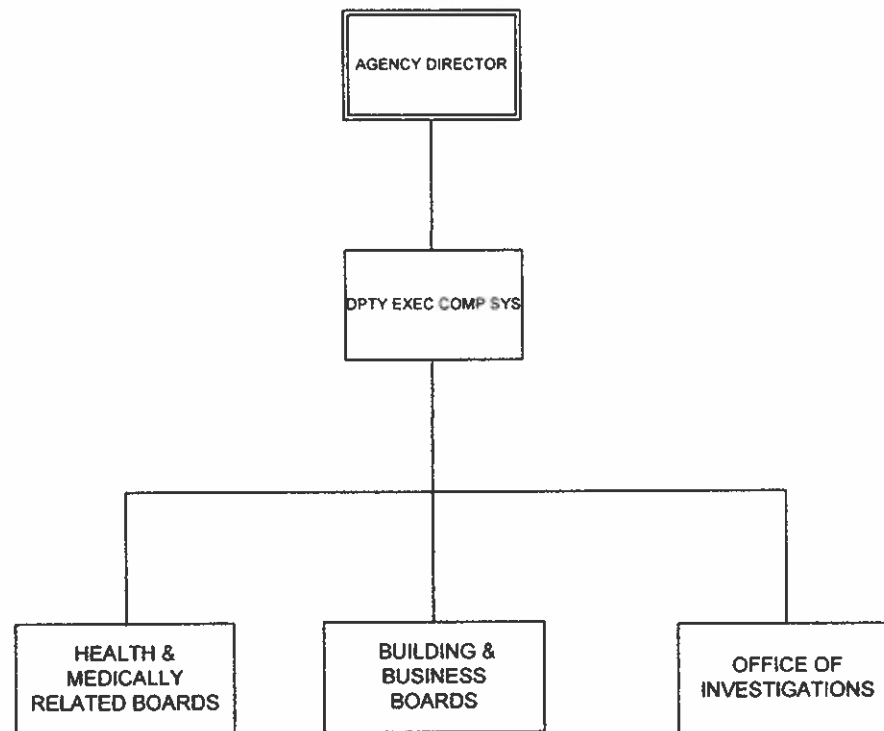 AGENCY DIRECTOR
DPTY EXEC COMP SYS
HEALTH &
MEDICALLY
RELATED BOARDS
BUILDING &
BUSINESS
BOARDS
OFFICE OF
INVESTIGATIONS